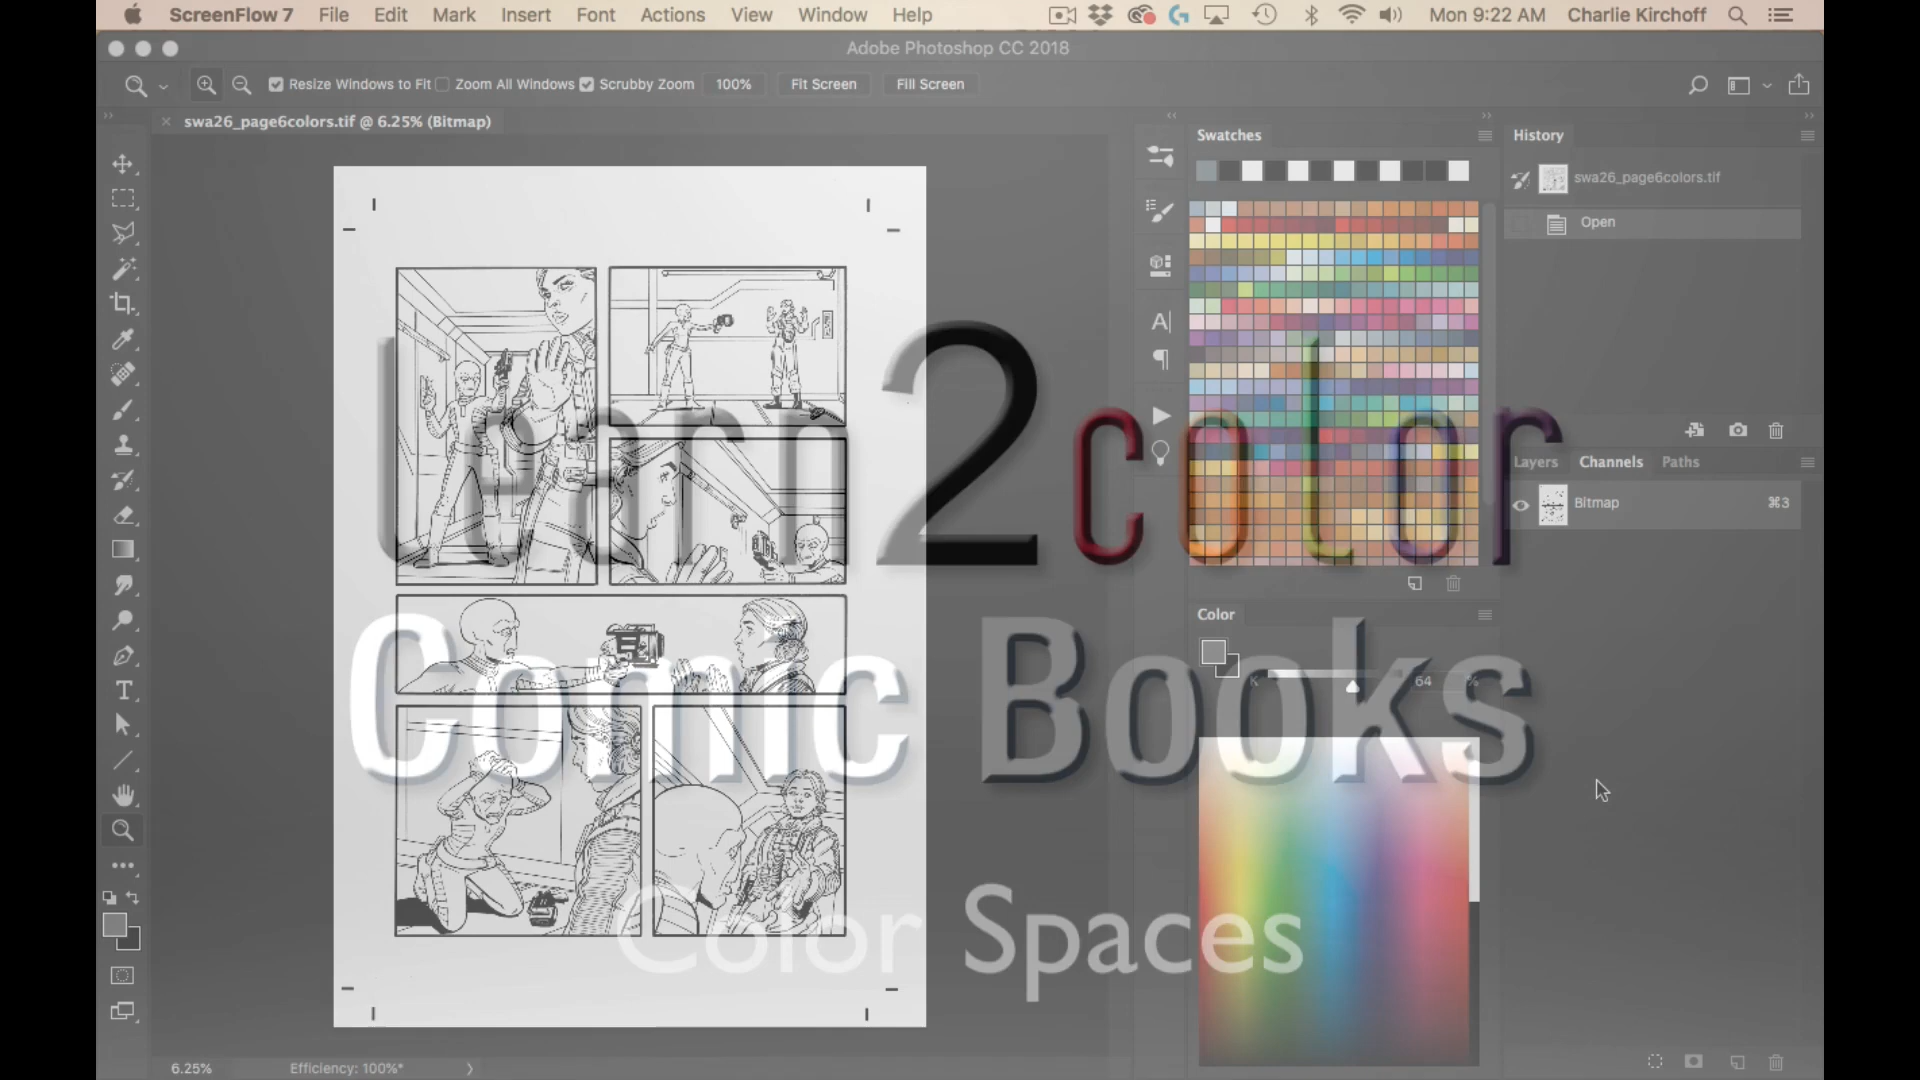 ScreenFlow 7 File Edit Mark Insert Font Actions View Window Help Mon 9:22 AM Charlie Kirchoff
Adobe Photoshop CC 2018
Resize Windows to Fit Zoom All Windows Scrubby Zoom 100% Fit Screen Fill Screen
swa26_page6colors.tif @ 6.25% (Bitmap)
Swatches
History
swa26_page6colors.tif
Open
learn2color
Layers Channels Paths
Bitmap ⌘3
Color
K 64 %
Comic Books
Color Spaces
6.25% Efficiency: 100%*